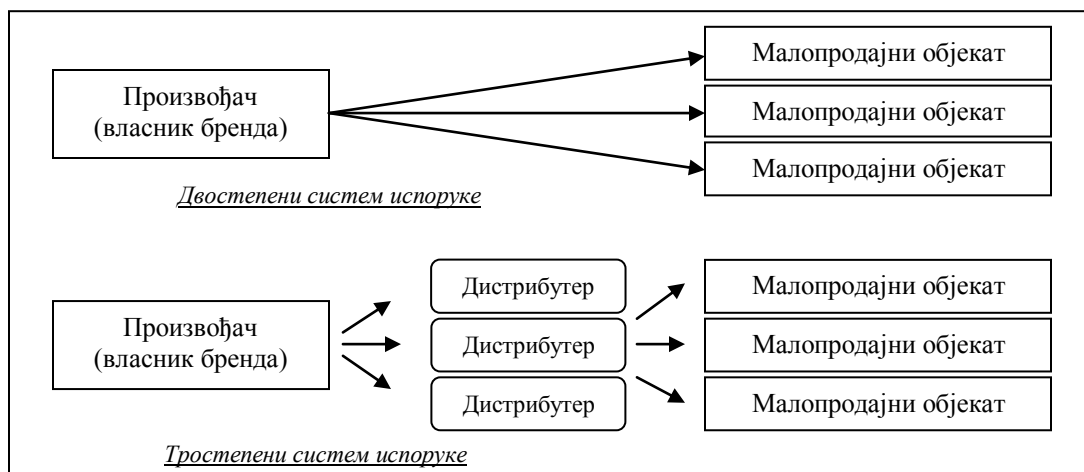 Произвођач
(власник бренда)
Малопродајни објекат
Малопродајни објекат
Малопродајни објекат
Двостепени систем испоруке
Произвођач
(власник бренда)
Дистрибутер
Дистрибутер
Дистрибутер
Малопродајни објекат
Малопродајни објекат
Малопродајни објекат
Тростепени систем испоруке